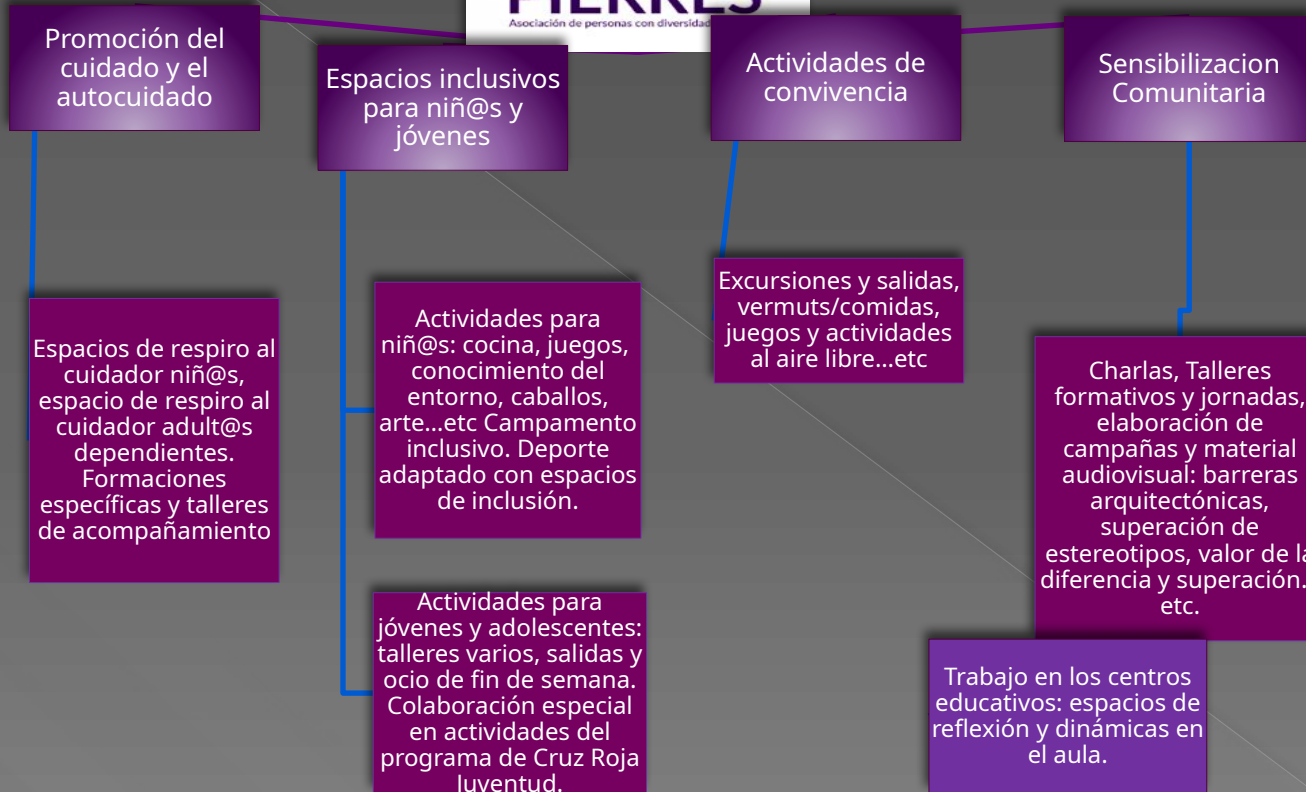 PIERRES
Asociación de personas con diversidad
Promoción del
cuidado y el
autocuidado
Espacios inclusivos
para niñ@s y
jóvenes
Actividades de
convivencia
Sensibilizacion
Comunitaria
Espacios de respiro al
cuidador niñ@s,
espacio de respiro al
cuidador adult@s
dependientes.
Formaciones
específicas y talleres
de acompañamiento
Actividades para
niñ@s: cocina, juegos,
conocimiento del
entorno, caballos,
arte...etc Campamento
inclusivo. Deporte
adaptado con espacios
de inclusión.
Actividades para
jóvenes y adolescentes:
talleres varios, salidas y
ocio de fin de semana.
Colaboración especial
en actividades del
programa de Cruz Roja
Juventud.
Excursiones y salidas,
vermuts/comidas,
juegos y actividades
al aire libre...etc
Charlas, Talleres
formativos y jornadas,
elaboración de
campañas y material
audiovisual: barreras
arquitectónicas,
superación de
estereotipos, valor de la
diferencia y superación.
etc.
Trabajo en los centros
educativos: espacios de
reflexión y dinámicas en
el aula.